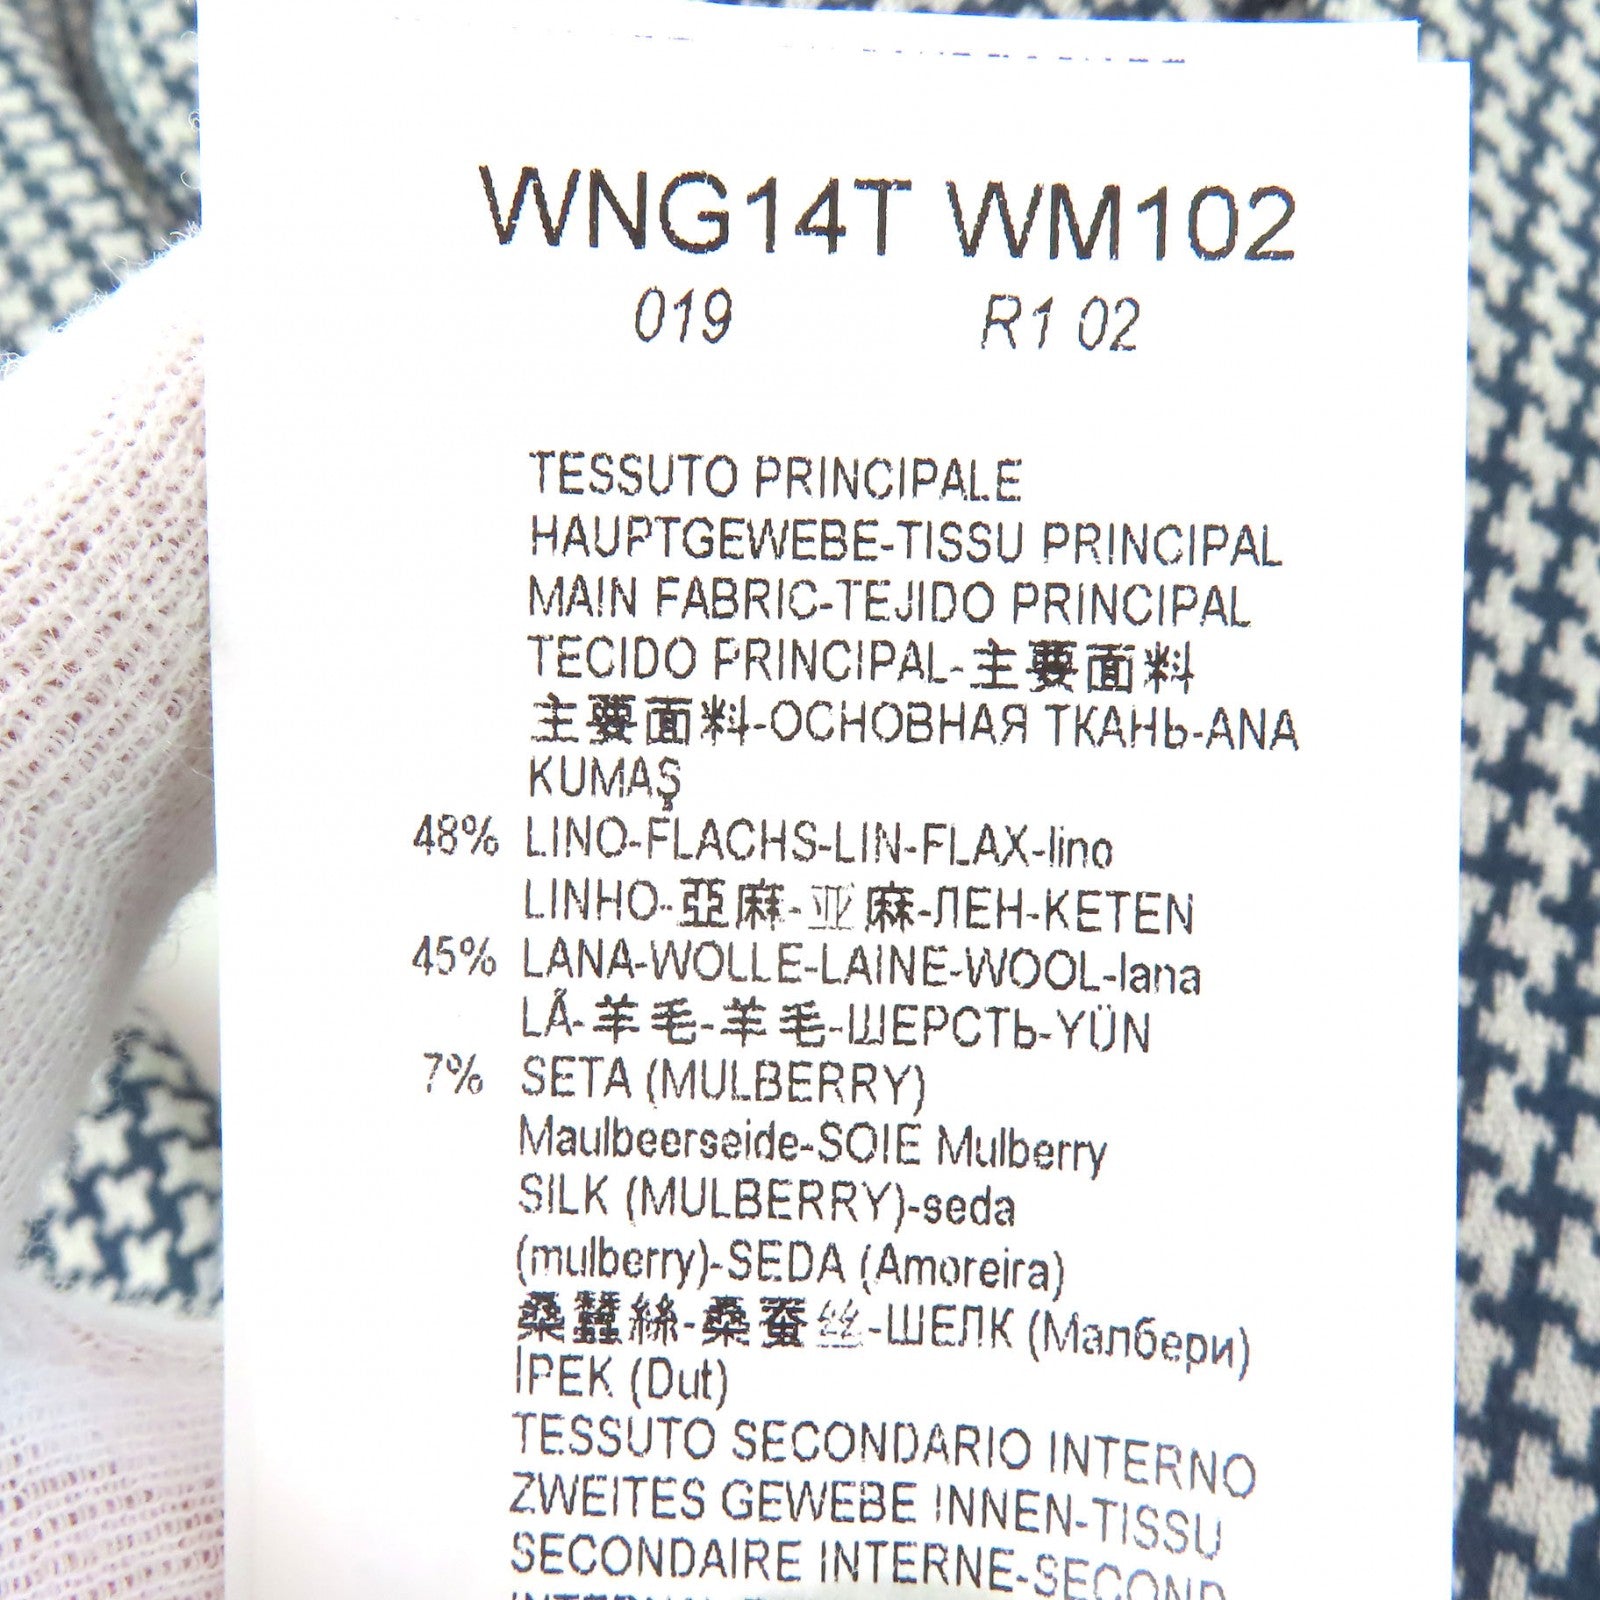 WNG14T WM102
019 R1 02
TESSUTO PRINCIPALE
HAUPTGEWEBE-TISSU PRINCIPAL
MAIN FABRIC-TEJIDO PRINCIPAL
TECIDO PRINCIPAL-主要面料
主要面料-ОСНОВНАЯ ТКАНЬ-ANA
KUMAŞ
48% LINO-FLACHS-LIN-FLAX-lino
LINHO-亞麻-亚麻-ЛЕН-KETEN
45% LANA-WOLLE-LAINE-WOOL-lana
LÃ-羊毛-羊毛-ШЕРСТЬ-YÜN
7% SETA (MULBERRY)
Maulbeerseide-SOIE Mulberry
SILK (MULBERRY)-seda
(mulberry)-SEDA (Amoreira)
桑蠶絲-桑蚕丝-ШЕЛК (Малбери)
İPEK (Dut)
TESSUTO SECONDARIO INTERNO
ZWEITES GEWEBE INNEN-TISSU
SECONDAIRE INTERNE-SECOND